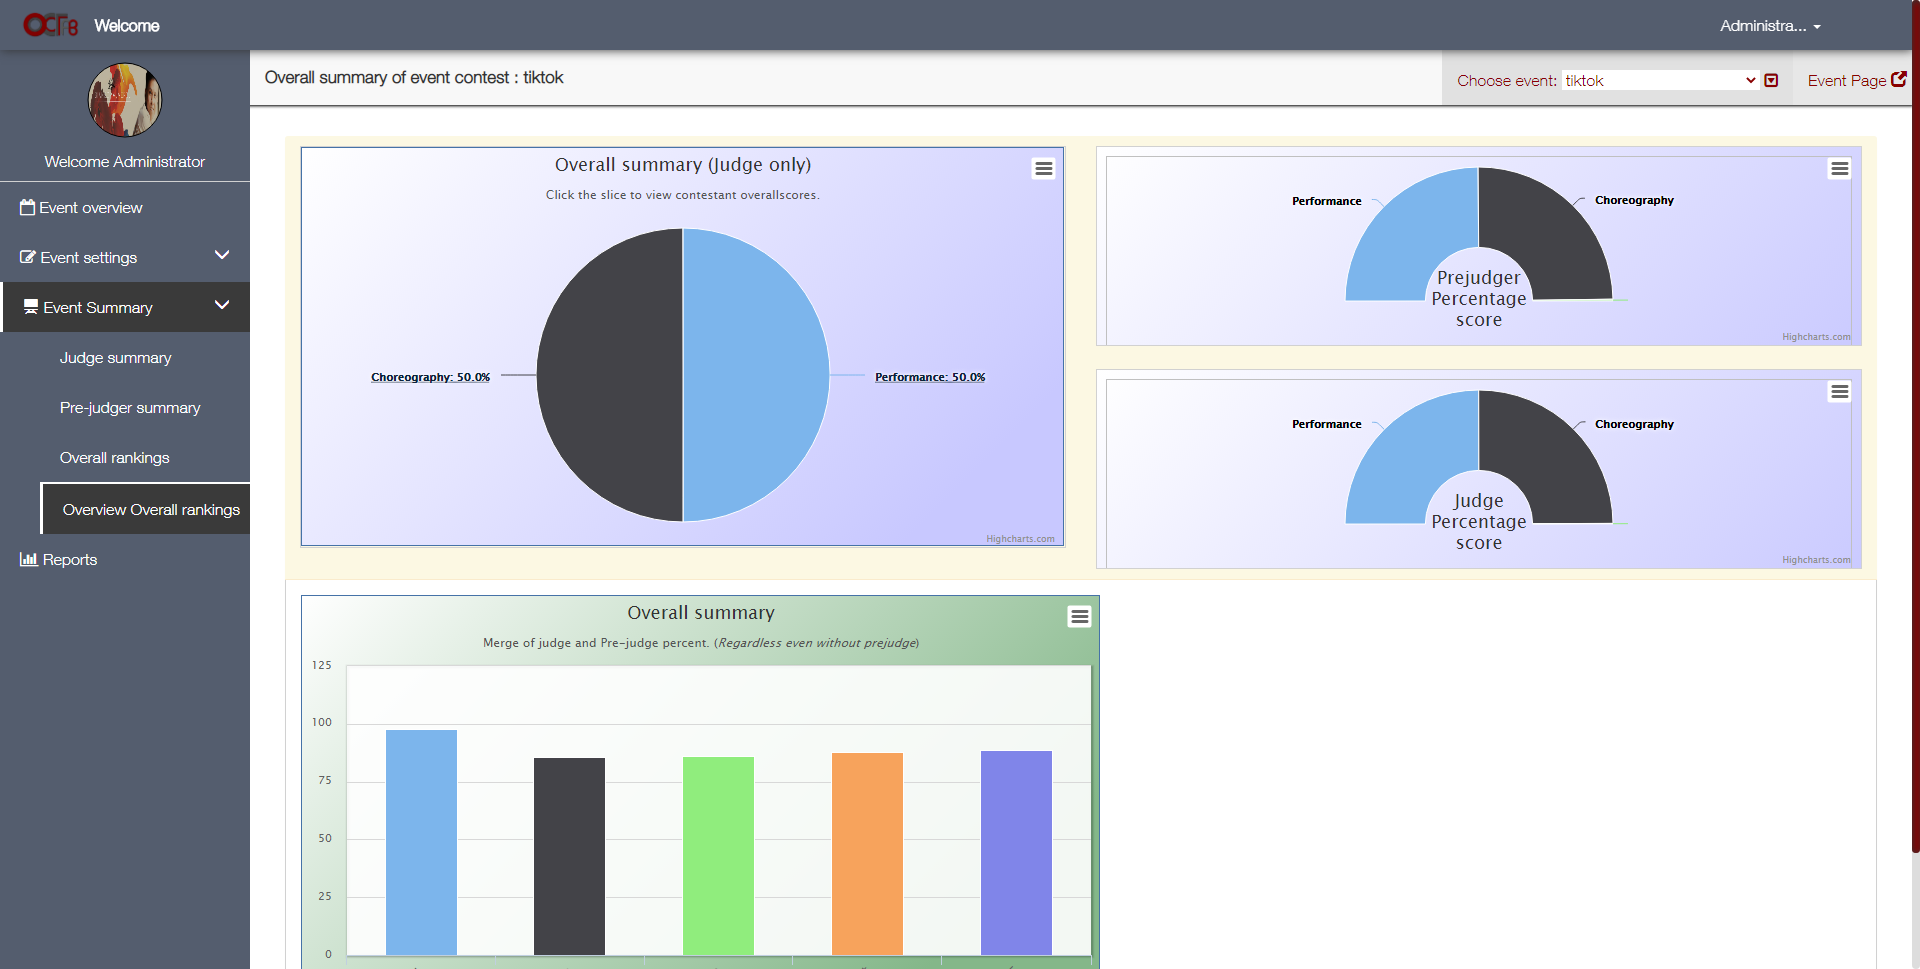 OCFFB Welcome
Administra...
Welcome Administrator
Event overview
Event settings
Event Summary
Judge summary
Pre-judger summary
Overall rankings
Overview Overall rankings
Reports
Overall summary of event contest : tiktok
Choose event: tiktok
Event Page
Overall summary (Judge only)
Click the slice to view contestant overallscores.
Choreography: 50.0%
Performance: 50.0%
Highcharts.com
Performance
Choreography
Prejudger
Percentage
score
Highcharts.com
Performance
Choreography
Judge
Percentage
score
Highcharts.com
Overall summary
Merge of judge and Pre-judge percent. (Regardless even without prejudge)
125
100
75
50
25
0